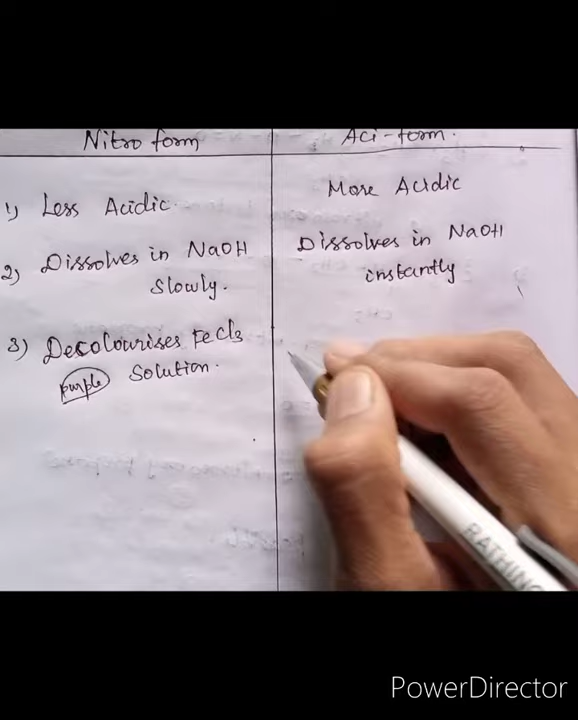 Nitro form
Aci-form.
1) Less Acidic.
More Acidic
2) Dissolves in NaOH
Slowly.
Dissolves in NaOH
instantly
3) Decolourises FeCl3
purple Solution.
RATHING
PowerDirector